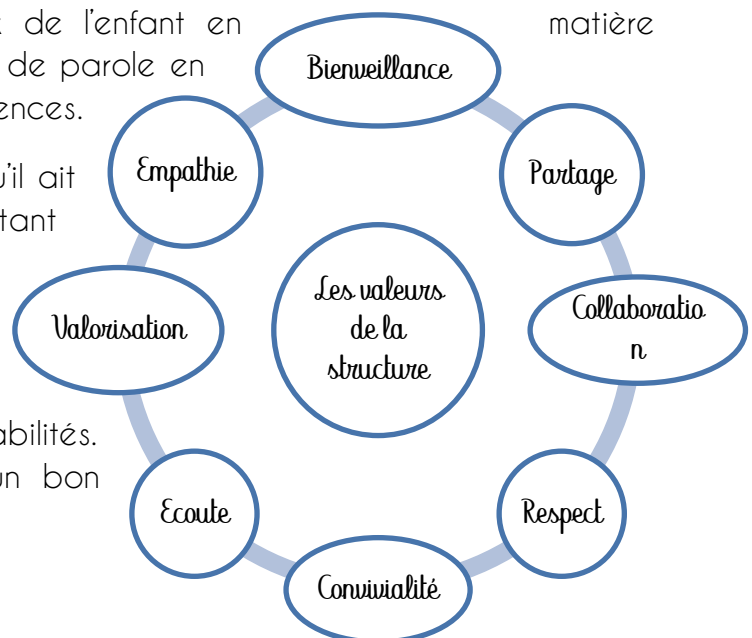 de l'enfant en matière
de parole en
ences.
Bienveillance
Empathie
Partage
u'il ait
tant
Les valeurs
de la
structure
Valorisation
Collaboratio
n
abilités.
un bon
Ecoute
Respect
Convivialité